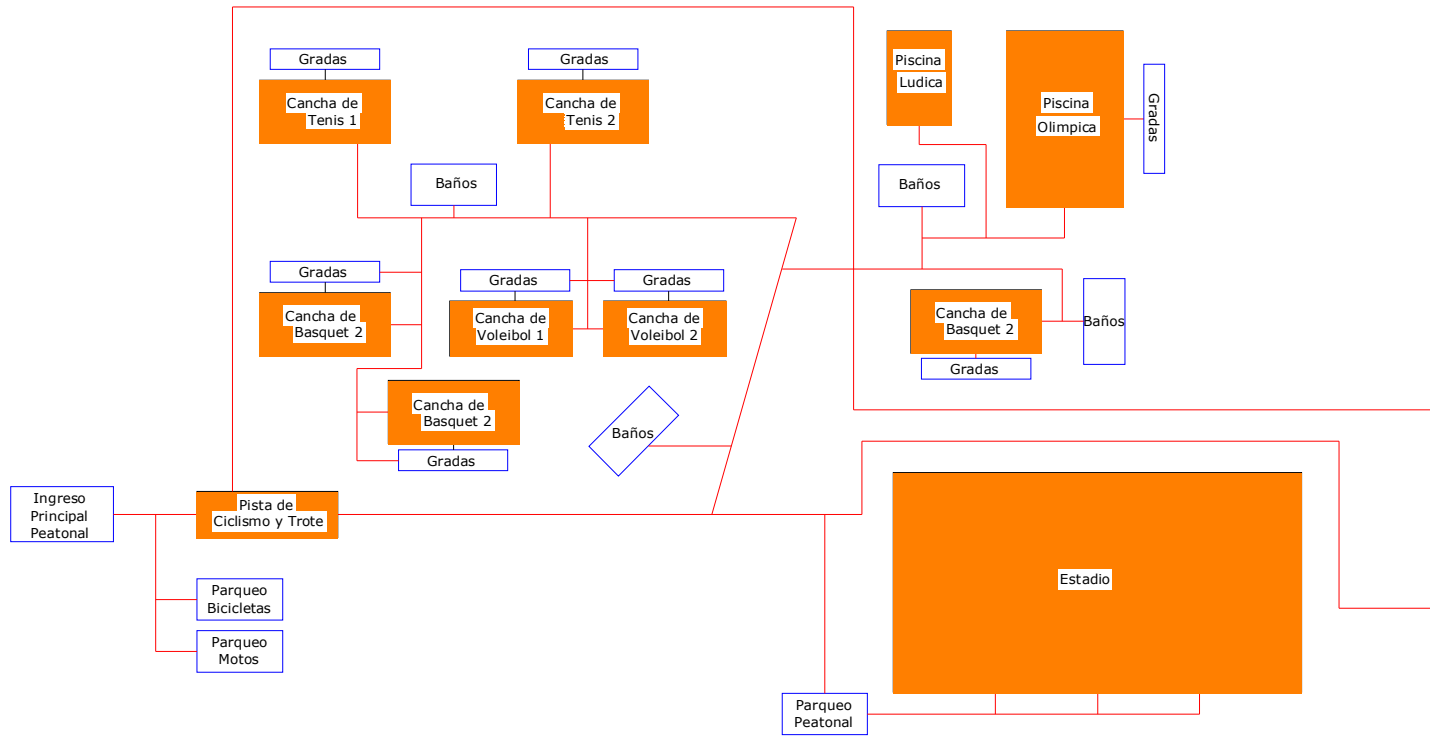 Gradas
Cancha de
Tenis 1
Gradas
Cancha de
Tenis 2
Piscina
Ludica
Piscina
Olimpica
Gradas
Baños
Baños
Gradas
Cancha de
Basquet 2
Gradas
Cancha de
Voleibol 1
Gradas
Cancha de
Voleibol 2
Cancha de
Basquet 2
Gradas
Baños
Cancha de
Basquet 2
Gradas
Baños
Ingreso
Principal
Peatonal
Pista de
Ciclismo y Trote
Parqueo
Bicicletas
Parqueo
Motos
Estadio
Parqueo
Peatonal